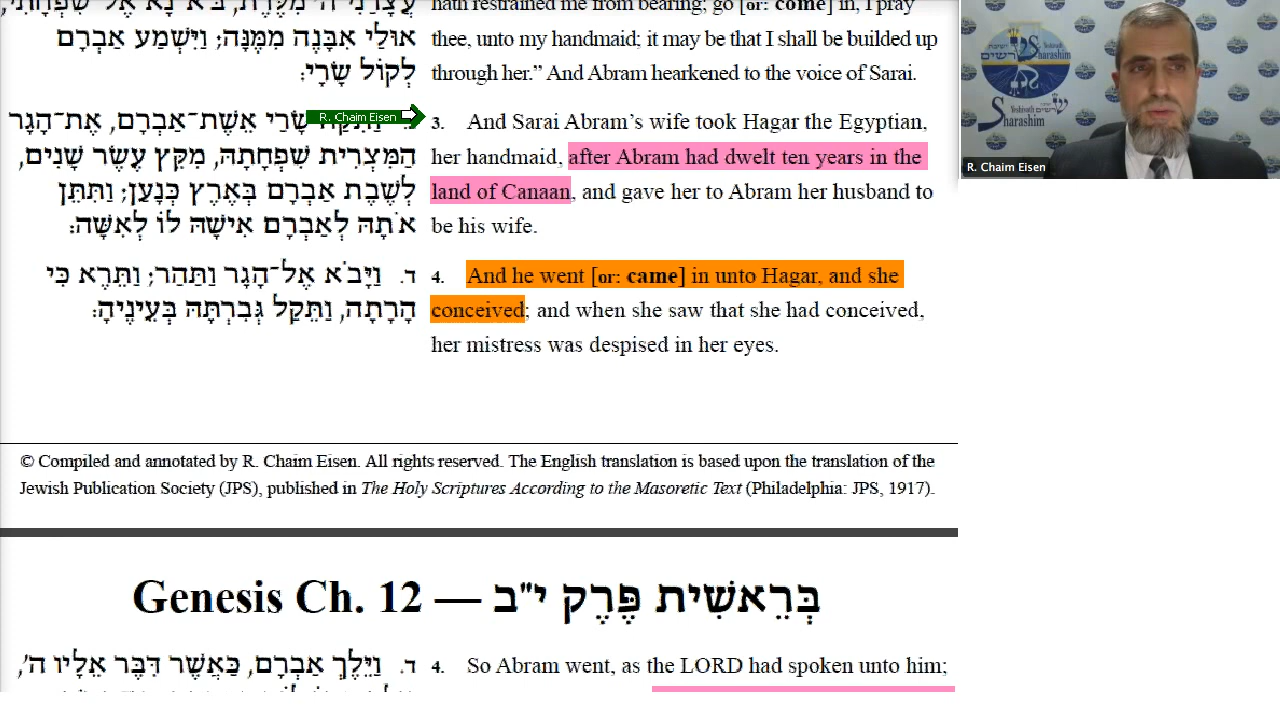 עֲצָרַנִי ה' מִלֶּדֶת, בֹּא־נָא אֶל־שִׁפְחָתִי,
hath restrained me from bearing; go [or: come] in, I pray
אוּלַי אִבָּנֶה מִמֶּנָּה; וַיִּשְׁמַע אַבְרָם
thee, unto my handmaid; it may be that I shall be builded up
לְקוֹל שָׂרָי:
through her.” And Abram hearkened to the voice of Sarai.
שָׂרַי אֵשֶׁת־אַבְרָם, אֶת־הָגָר
R. Chaim Eisen
3. And Sarai Abram’s wife took Hagar the Egyptian,
הַמִּצְרִית שִׁפְחָתָהּ, מִקֵּץ עֶשֶׂר שָׁנִים,
her handmaid, after Abram had dwelt ten years in the
לְשֶׁבֶת אַבְרָם בְּאֶרֶץ כְּנָעַן; וַתִּתֵּן
land of Canaan, and gave her to Abram her husband to
אֹתָהּ לְאַבְרָם אִישָׁהּ לוֹ לְאִשָּׁה:
be his wife.
ד. וַיָּבֹא אֶל־הָגָר וַתַּהַר; וַתֵּרֶא כִּי
4. And he went [or: came] in unto Hagar, and she
הָרָתָה, וַתֵּקַל גְּבִרְתָּהּ בְּעֵינֶיהָ:
conceived; and when she saw that she had conceived,
her mistress was despised in her eyes.
© Compiled and annotated by R. Chaim Eisen. All rights reserved. The English translation is based upon the translation of the
Jewish Publication Society (JPS), published in The Holy Scriptures According to the Masoretic Text (Philadelphia: JPS, 1917).
Genesis Ch. 12 — בְּרֵאשִׁית פֶּרֶק י"ב
ד. וַיֵּלֶךְ אַבְרָם, כַּאֲשֶׁר דִּבֶּר אֵלָיו ה',
4. So Abram went, as the LORD had spoken unto him;
Yeshivath
Sharashim
Yeshivath
Sharashim
R. Chaim Eisen